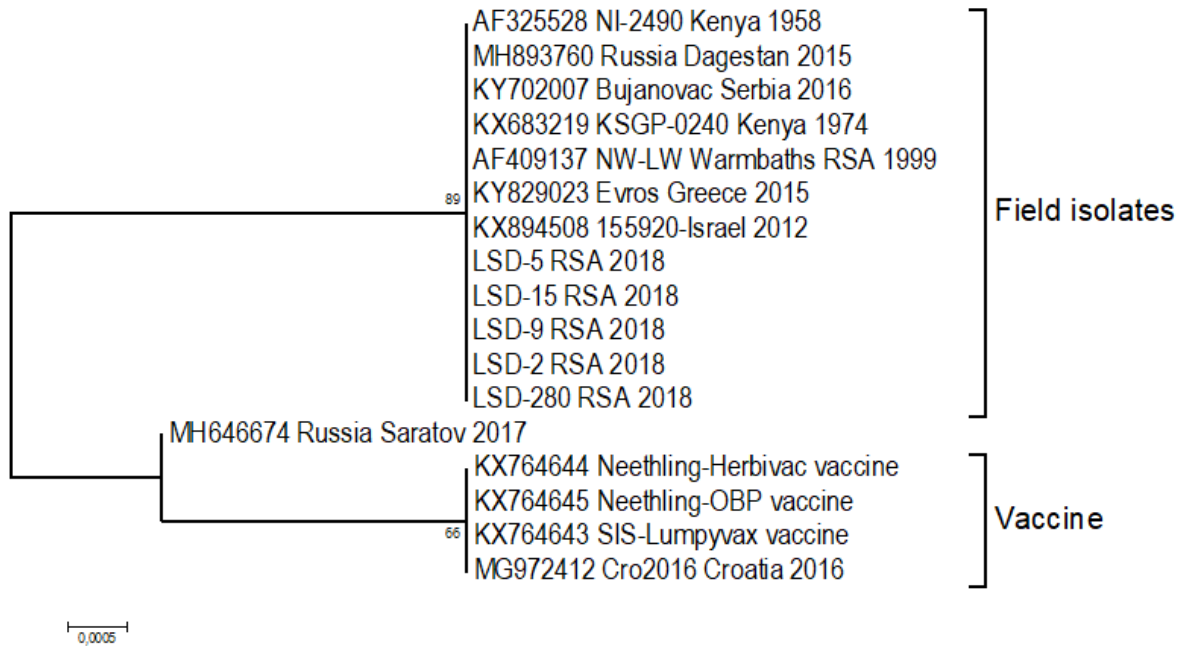 AF325528 NI-2490 Kenya 1958
MH893760 Russia Dagestan 2015
KY702007 Bujanovac Serbia 2016
KX683219 KSGP-0240 Kenya 1974
AF409137 NW-LW Warmbaths RSA 1999
KY829023 Evros Greece 2015
89
Field isolates
KX894508 155920-Israel 2012
LSD-5 RSA 2018
LSD-15 RSA 2018
LSD-9 RSA 2018
LSD-2 RSA 2018
LSD-280 RSA 2018
MH646674 Russia Saratov 2017
KX764644 Neethling-Herbivac vaccine
KX764645 Neethling-OBP vaccine
Vaccine
KX764643 SIS-Lumpyvax vaccine
66
MG972412 Cro2016 Croatia 2016
0,0005